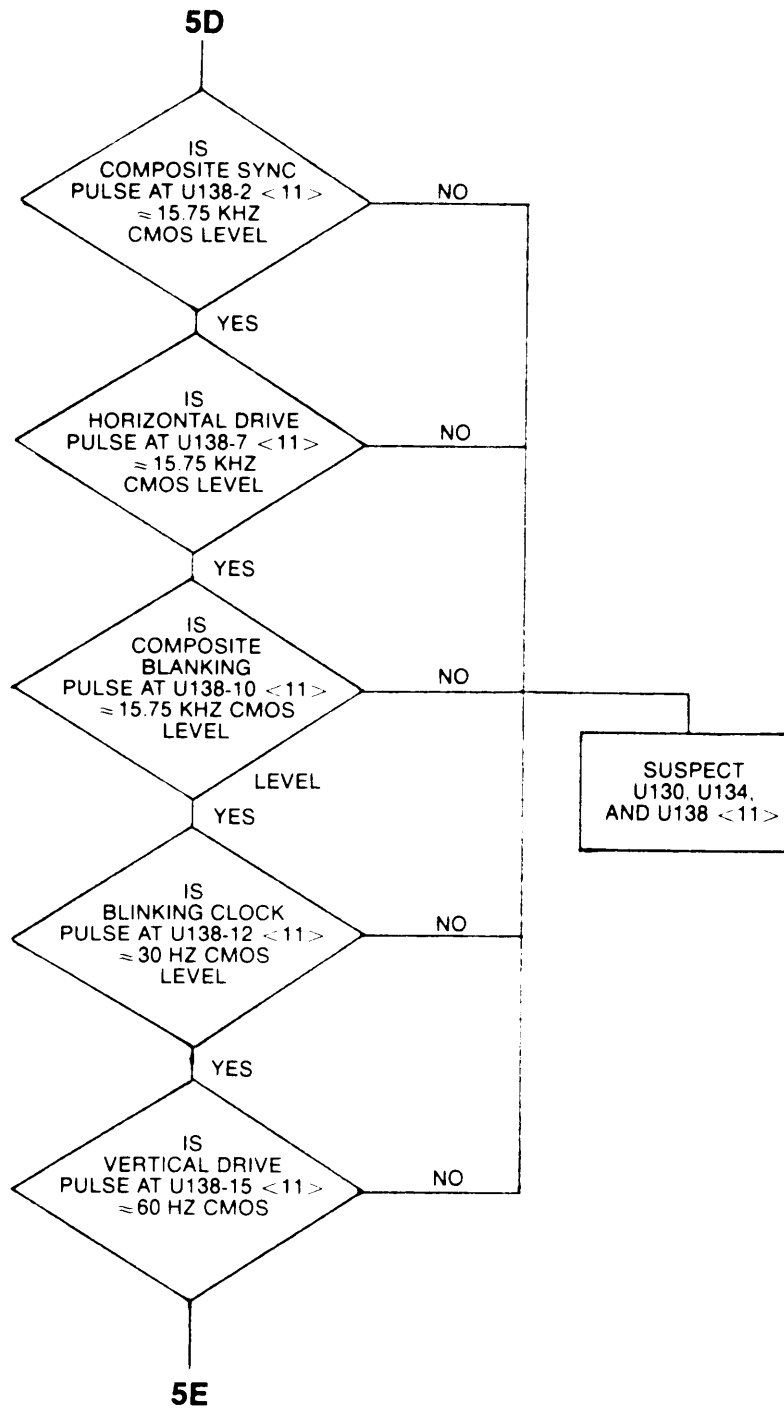 5D
IS
COMPOSITE SYNC
PULSE AT U138-2 <11>
≈15.75 KHZ
CMOS LEVEL
NO
YES
IS
HORIZONTAL DRIVE
PULSE AT U138-7 <11>
≈15.75 KHZ
CMOS LEVEL
NO
YES
IS
COMPOSITE
BLANKING
PULSE AT U138-10 <11>
≈15.75 KHZ CMOS
LEVEL
NO
LEVEL
SUSPECT
U130, U134,
AND U138 <11>
YES
IS
BLINKING CLOCK
PULSE AT U138-12 <11>
≈30 HZ CMOS
LEVEL
NO
YES
IS
VERTICAL DRIVE
PULSE AT U138-15 <11>
≈60 HZ CMOS
NO
5E